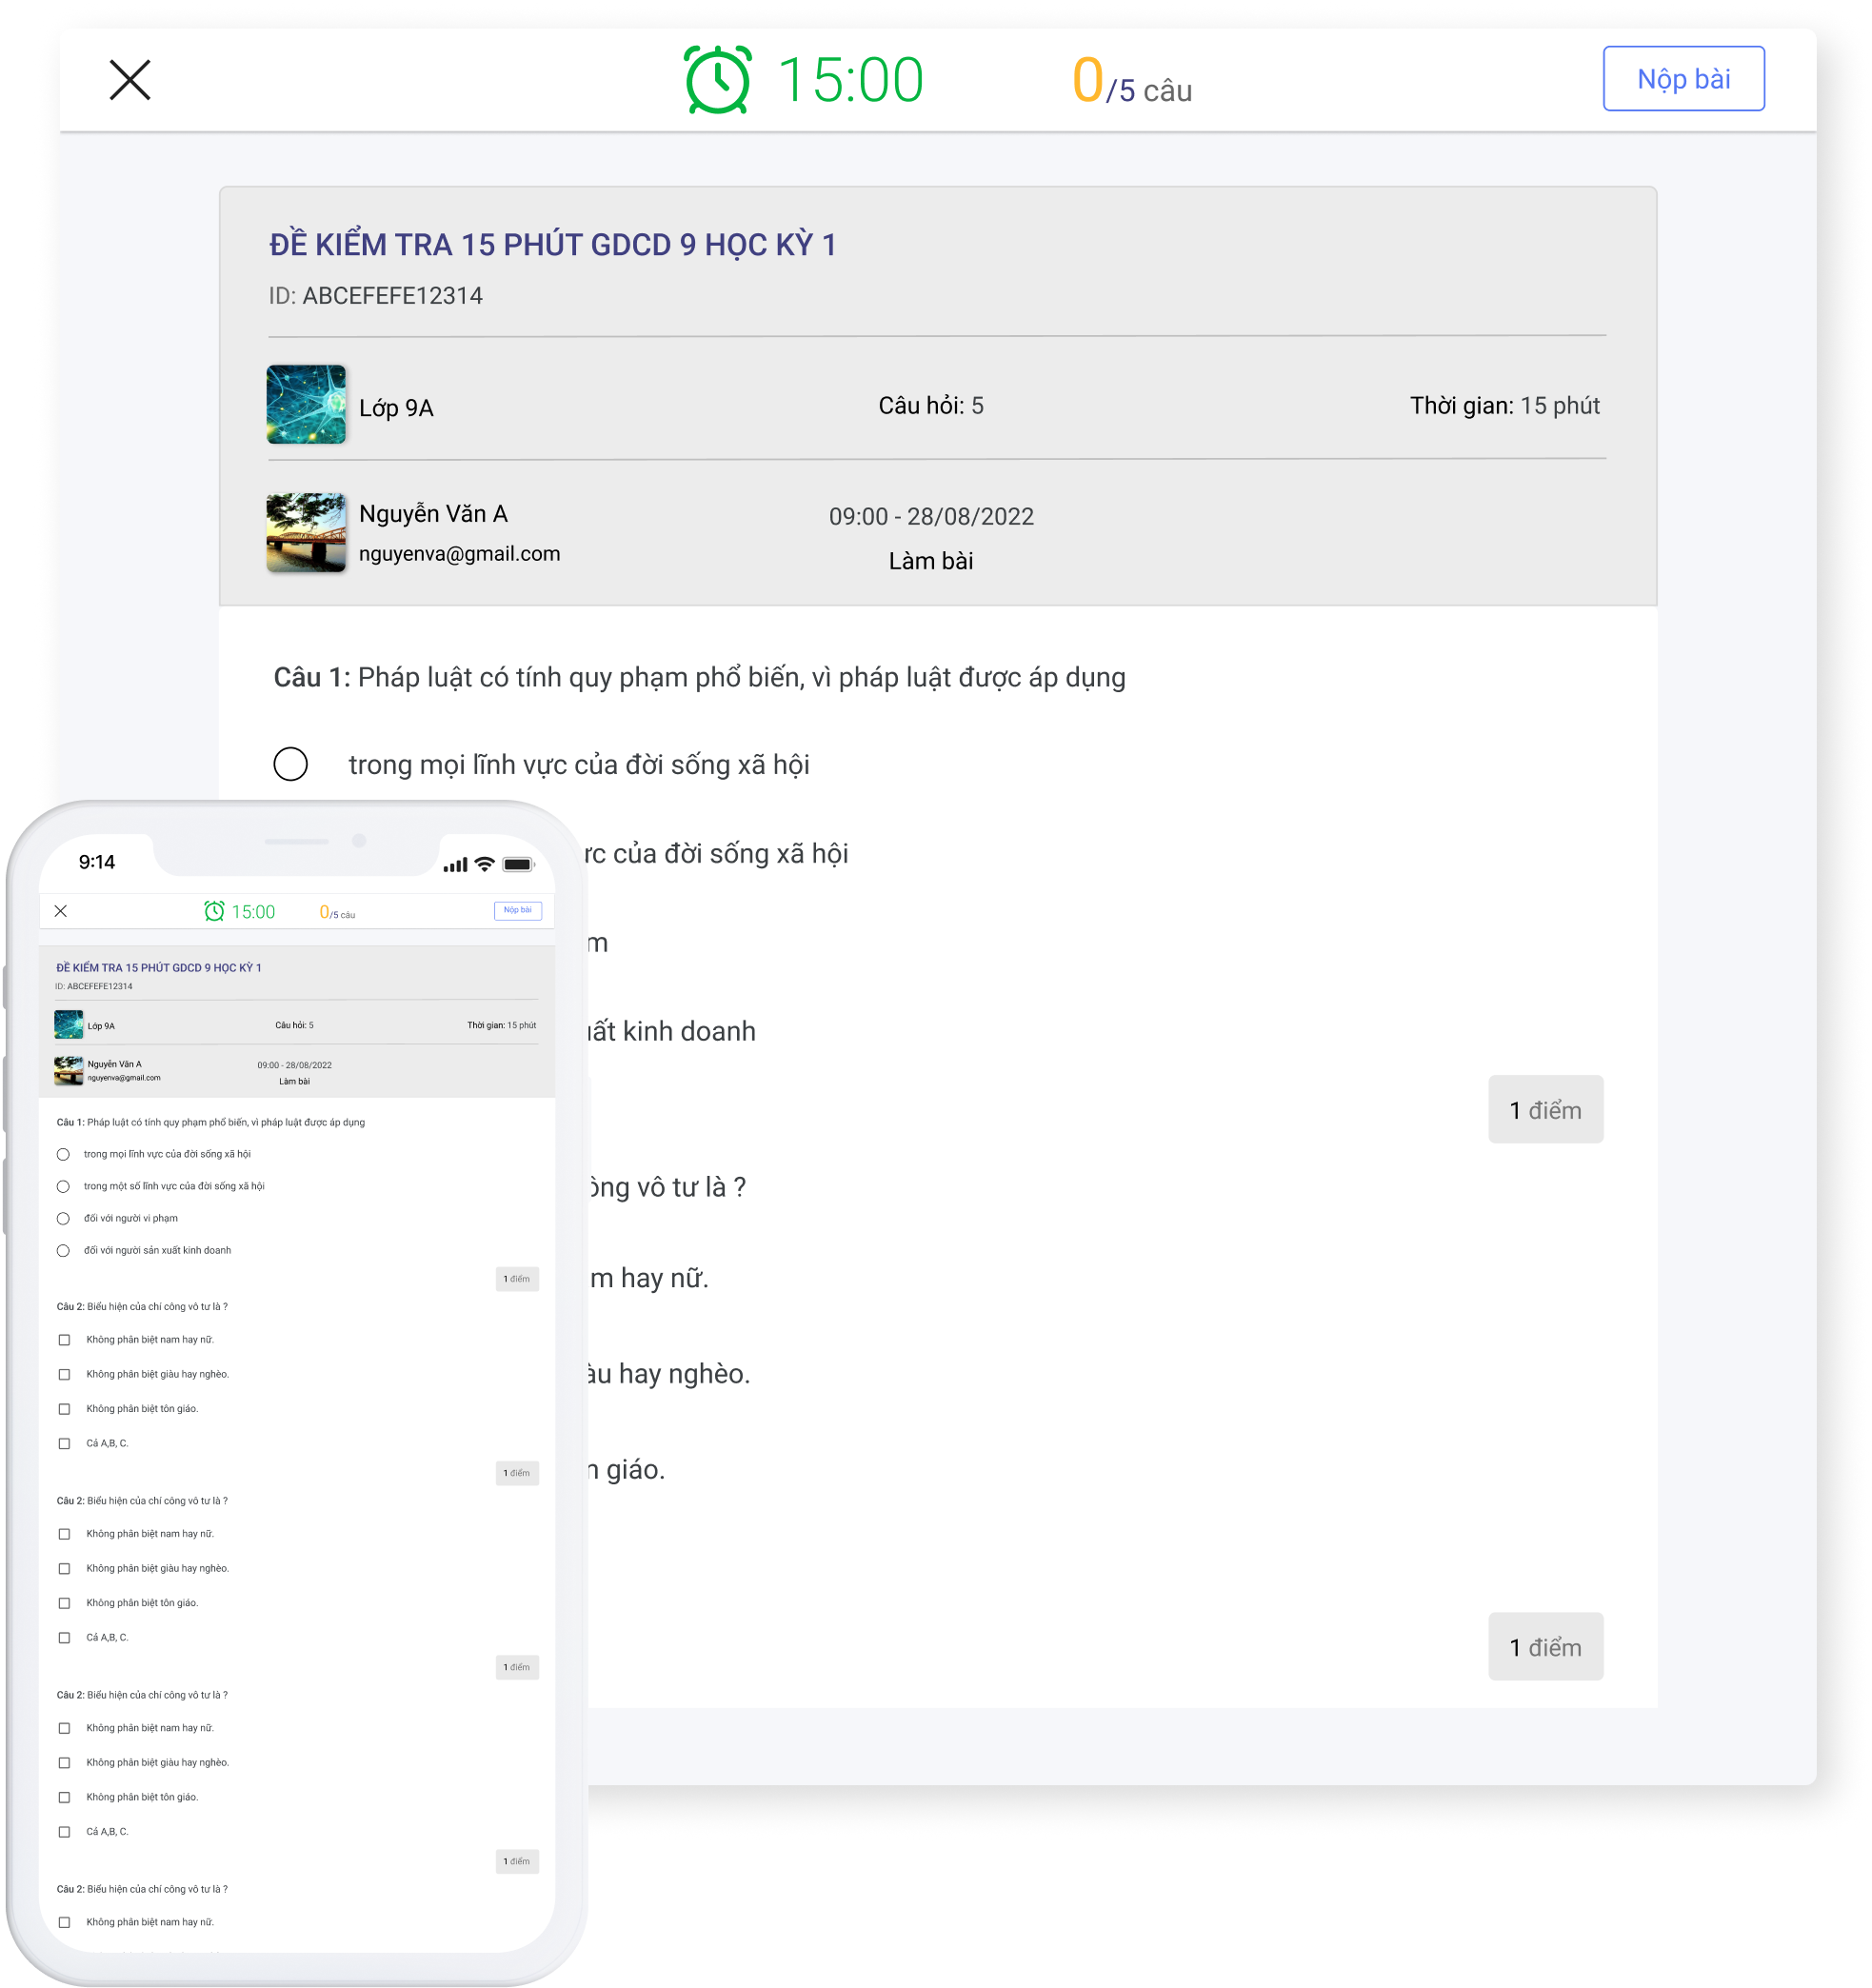 15:00
0/5 câu
Nộp bài
ĐỀ KIỂM TRA 15 PHÚT GDCD 9 HỌC KỲ 1
ID: ABCEFEFE12314
Lớp 9A
Câu hỏi: 5
Thời gian: 15 phút
Nguyễn Văn A
nguyenva@gmail.com
09:00 - 28/08/2022
Làm bài
Câu 1: Pháp luật có tính quy phạm phổ biến, vì pháp luật được áp dụng
trong mọi lĩnh vực của đời sống xã hội
của đời sống xã hội
kinh doanh
1 điểm
vô tư là ?
hay nữ.
hay nghèo.
giáo.
1 điểm
9:14
15:00
0/5 câu
Nộp bài
ĐỀ KIỂM TRA 15 PHÚT GDCD 9 HỌC KỲ 1
ID: ABCEFEFE12314
Lớp 9A
Câu hỏi: 5
Thời gian: 15 phút
Nguyễn Văn A
nguyenva@gmail.com
09:00 - 28/08/2022
Làm bài
Câu 1: Pháp luật có tính quy phạm phổ biến, vì pháp luật được áp dụng
trong mọi lĩnh vực của đời sống xã hội
trong một số lĩnh vực của đời sống xã hội
đối với người vi phạm
đối với người sản xuất kinh doanh
1 điểm
Câu 2: Biểu hiện của chí công vô tư là ?
Không phân biệt nam hay nữ.
Không phân biệt giàu hay nghèo.
Không phân biệt tôn giáo.
Cả A,B, C.
1 điểm
Câu 2: Biểu hiện của chí công vô tư là ?
Không phân biệt nam hay nữ.
Không phân biệt giàu hay nghèo.
Không phân biệt tôn giáo.
Cả A,B, C.
1 điểm
Câu 2: Biểu hiện của chí công vô tư là ?
Không phân biệt nam hay nữ.
Không phân biệt giàu hay nghèo.
Không phân biệt tôn giáo.
Cả A,B, C.
1 điểm
Câu 2: Biểu hiện của chí công vô tư là ?
Không phân biệt nam hay nữ.